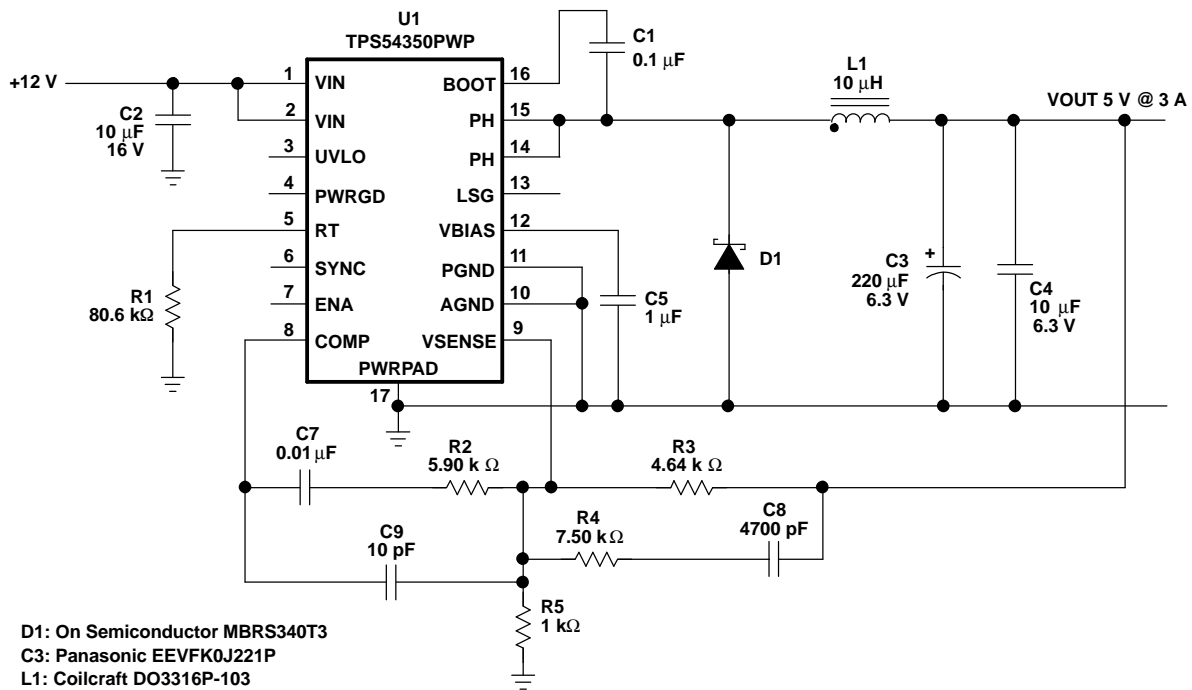 U1
TPS54350PWP
+12 V
C2
10 μF
16 V
1
VIN
2
VIN
3
UVLO
4
PWRGD
5
RT
6
SYNC
7
ENA
8
COMP
BOOT
16
PH
15
PH
14
LSG
13
VBIAS
12
PGND
11
AGND
10
VSENSE
9
PWRPAD
17
R1
80.6 kΩ
C1
0.1 μF
L1
10 μH
VOUT 5 V @ 3 A
D1
C5
1 μF
C3
220 μF
6.3 V
+
C4
10 μF
6.3 V
C7
0.01 μF
R2
5.90 k Ω
R3
4.64 k Ω
C9
10 pF
R4
7.50 k Ω
C8
4700 pF
R5
1 kΩ
D1: On Semiconductor MBRS340T3
C3: Panasonic EEVFK0J221P
L1: Coilcraft DO3316P-103